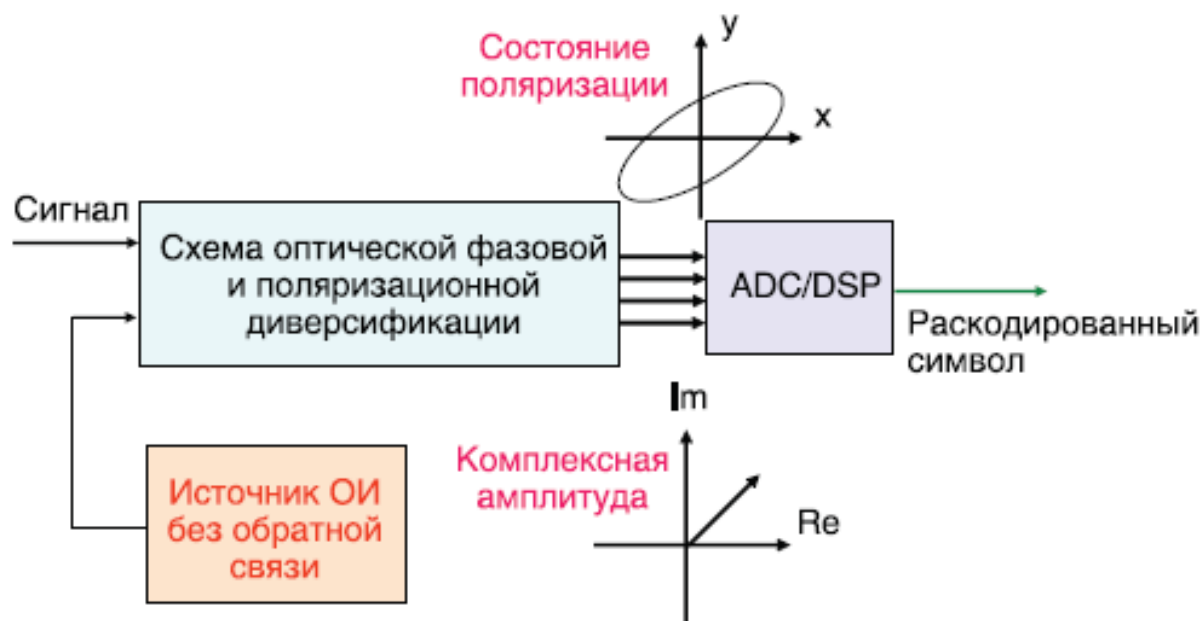 Состояние
поляризации
y
x
Сигнал
Схема оптической фазовой
и поляризационной
диверсификации
ADC/DSP
Раскодированный
символ
Im
Комплексная
амплитуда
Re
Источник ОИ
без обратной
связи